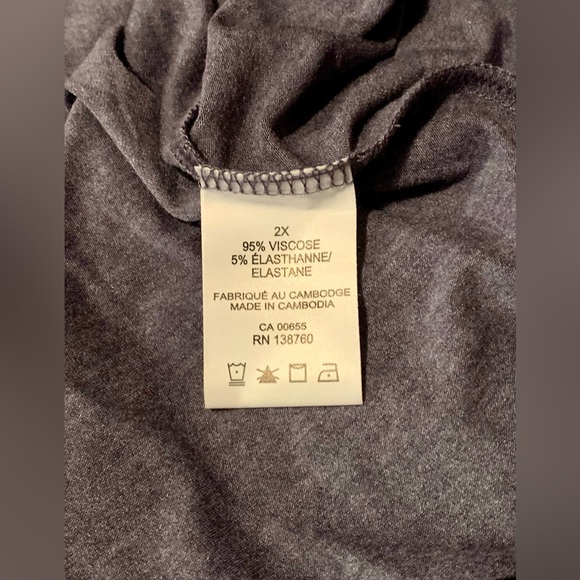 2X
95% VISCOSE
5% ÉLASTHANNE/
ELASTANE
FABRIQUÉ AU CAMBODGE
MADE IN CAMBODIA
CA 00655
RN 138760